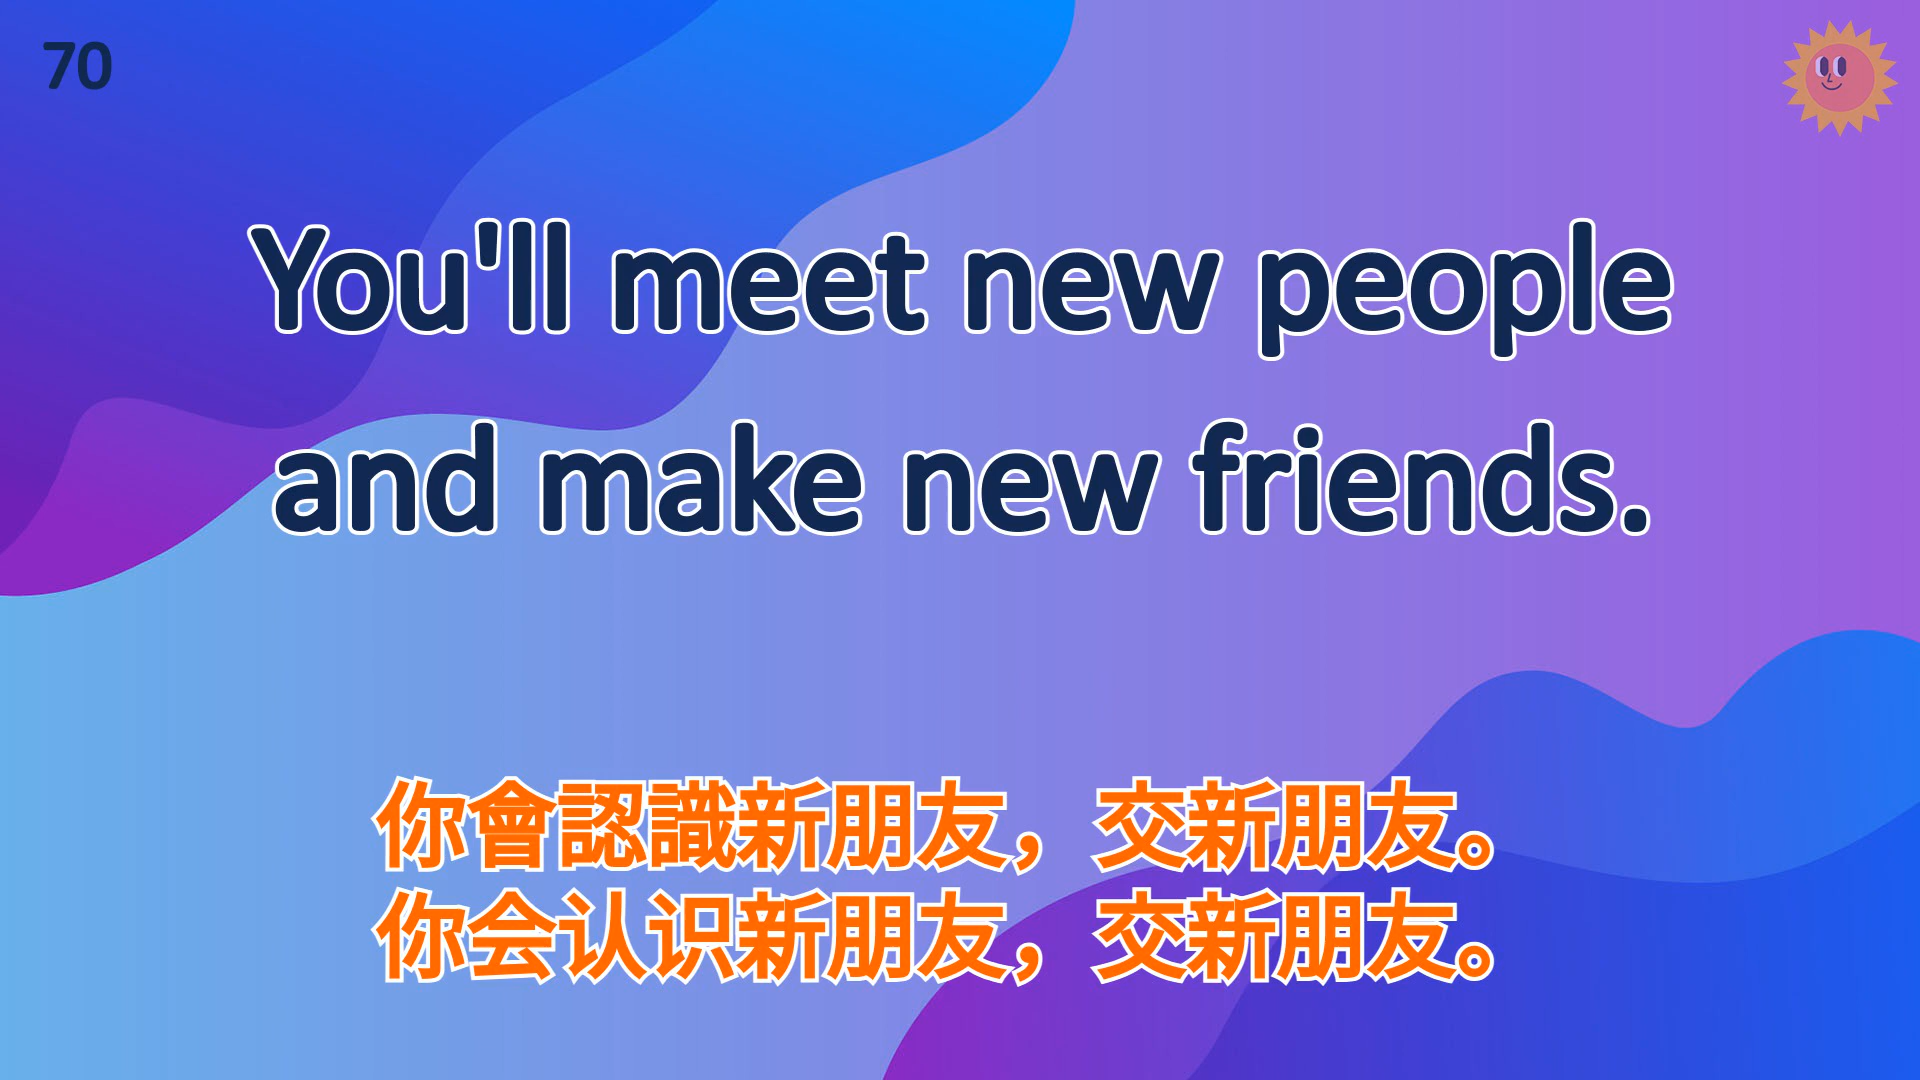 70
You'll meet new people
and make new friends.
你會認識新朋友，交新朋友。
你会认识新朋友，交新朋友。